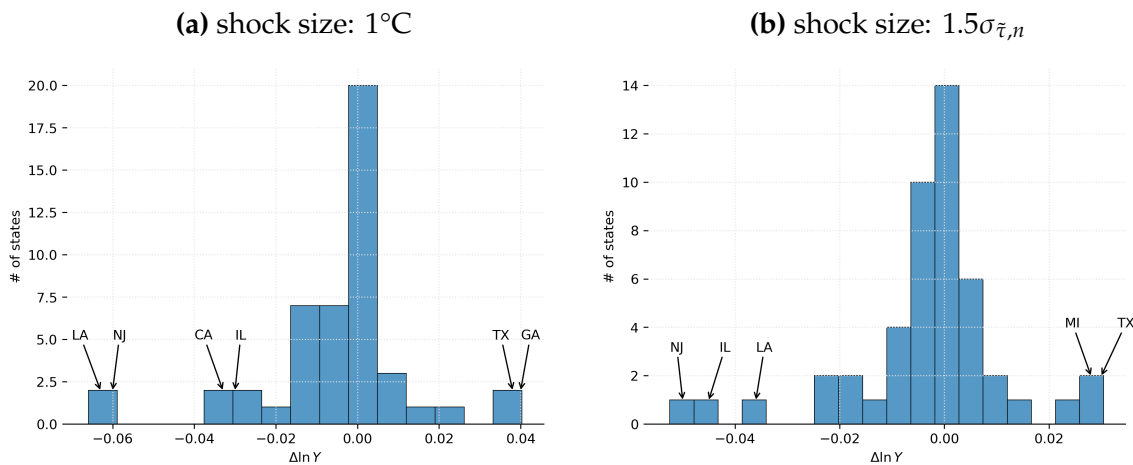 (a) shock size: 1°C
20.0
17.5
15.0
12.5
10.0
7.5
5.0
2.5
0.0
# of states
LA NJ CA IL TX GA
−0.06 −0.04 −0.02 0.00 0.02 0.04
Δ ln Y
(b) shock size: 1.5σ_τ̃,n
14
12
10
8
6
4
2
0
# of states
NJ IL LA MI TX
−0.04 −0.02 0.00 0.02
Δ ln Y